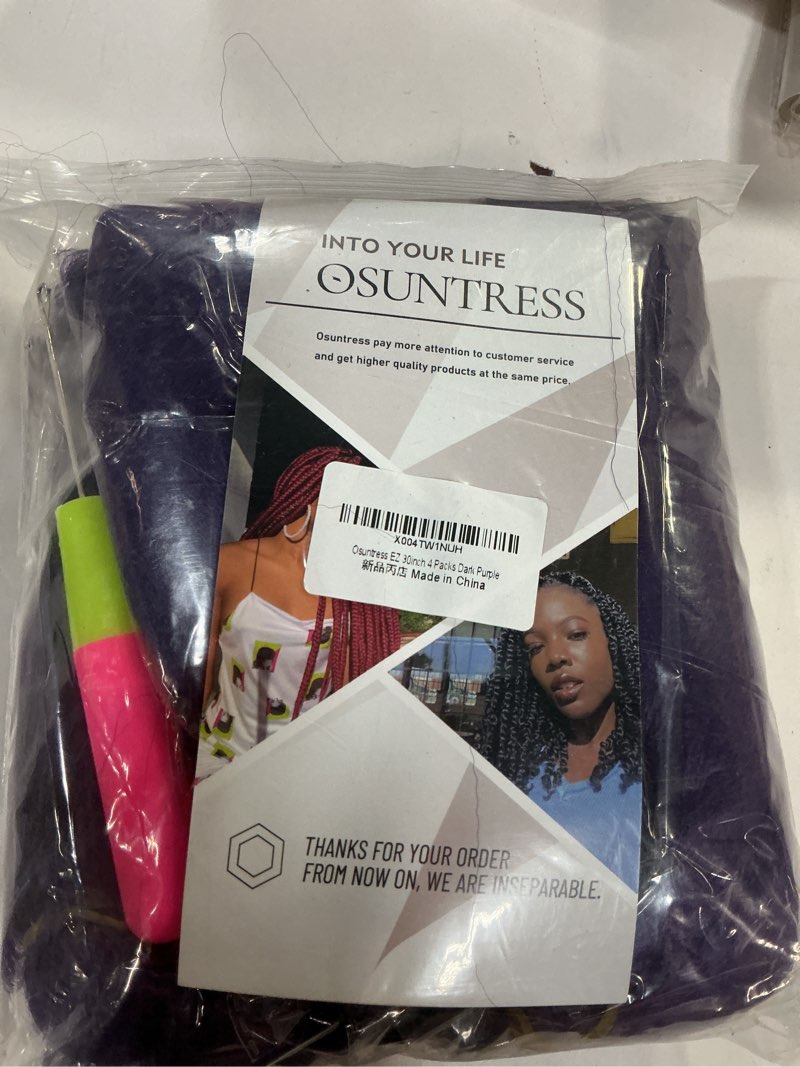 INTO YOUR LIFE
OSUNTRESS
Osuntress pay more attention to customer service
and get higher quality products at the same price.
X004TW1NUH
Osuntress EZ 30inch 4 Packs Dark Purple
新品丙店 Made in China
THANKS FOR YOUR ORDER
FROM NOW ON, WE ARE INSEPARABLE.